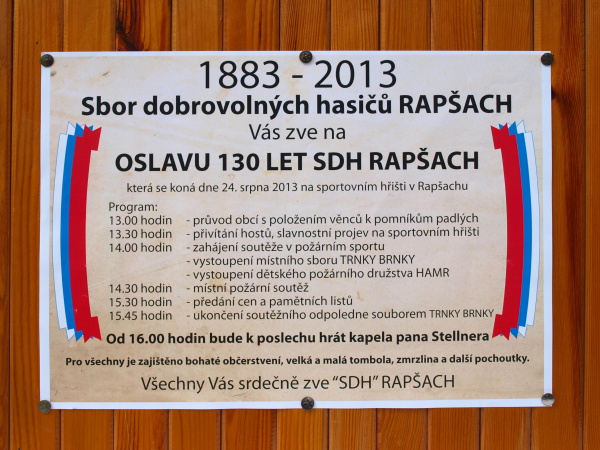 1883 - 2013
Sbor dobrovolných hasičů RAPŠACH
Vás zve na
OSLAVU 130 LET SDH RAPŠACH
která se koná dne 24. srpna 2013 na sportovním hřišti v Rapšachu
Program:
13.00 hodin - průvod obcí s položením věnců k pomníkům padlých
13.30 hodin - přivítání hostů, slavnostní projev na sportovním hřišti
14.00 hodin - zahájení soutěže v požárním sportu
- vystoupení místního sboru TRNKY BRNKY
- vystoupení dětského požárního družstva HAMR
14.30 hodin - místní požární soutěž
15.30 hodin - předání cen a pamětních listů
15.45 hodin - ukončení soutěžního odpoledne souborem TRNKY BRNKY
Od 16.00 hodin bude k poslechu hrát kapela pana Stellnera
Pro všechny je zajištěno bohaté občerstvení, velká a malá tombola, zmrzlina a další pochoutky.
Všechny Vás srdečně zve "SDH" RAPŠACH